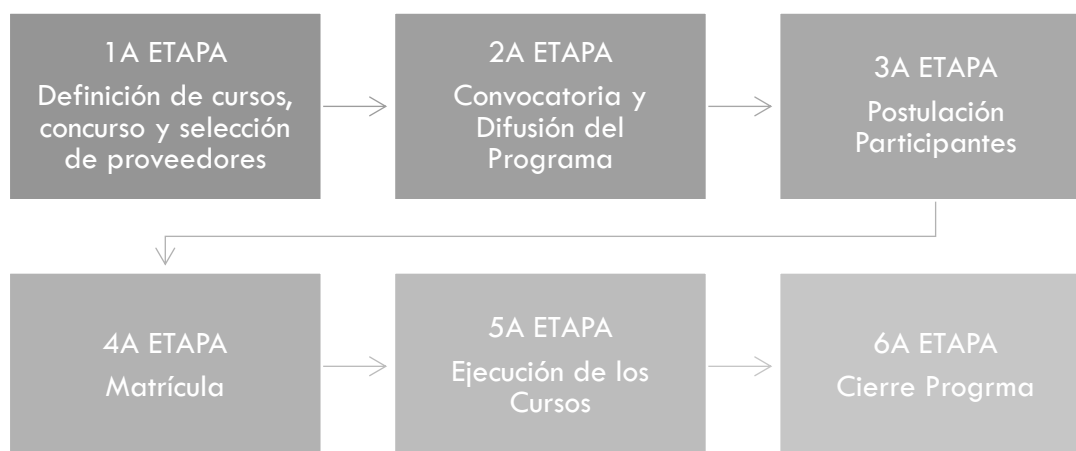 1A ETAPA
Definición de cursos,
concurso y selección
de proveedores
2A ETAPA
Convocatoria y
Difusión del
Programa
3A ETAPA
Postulación
Participantes
4A ETAPA
Matrícula
5A ETAPA
Ejecución de los
Cursos
6A ETAPA
Cierre Progrma